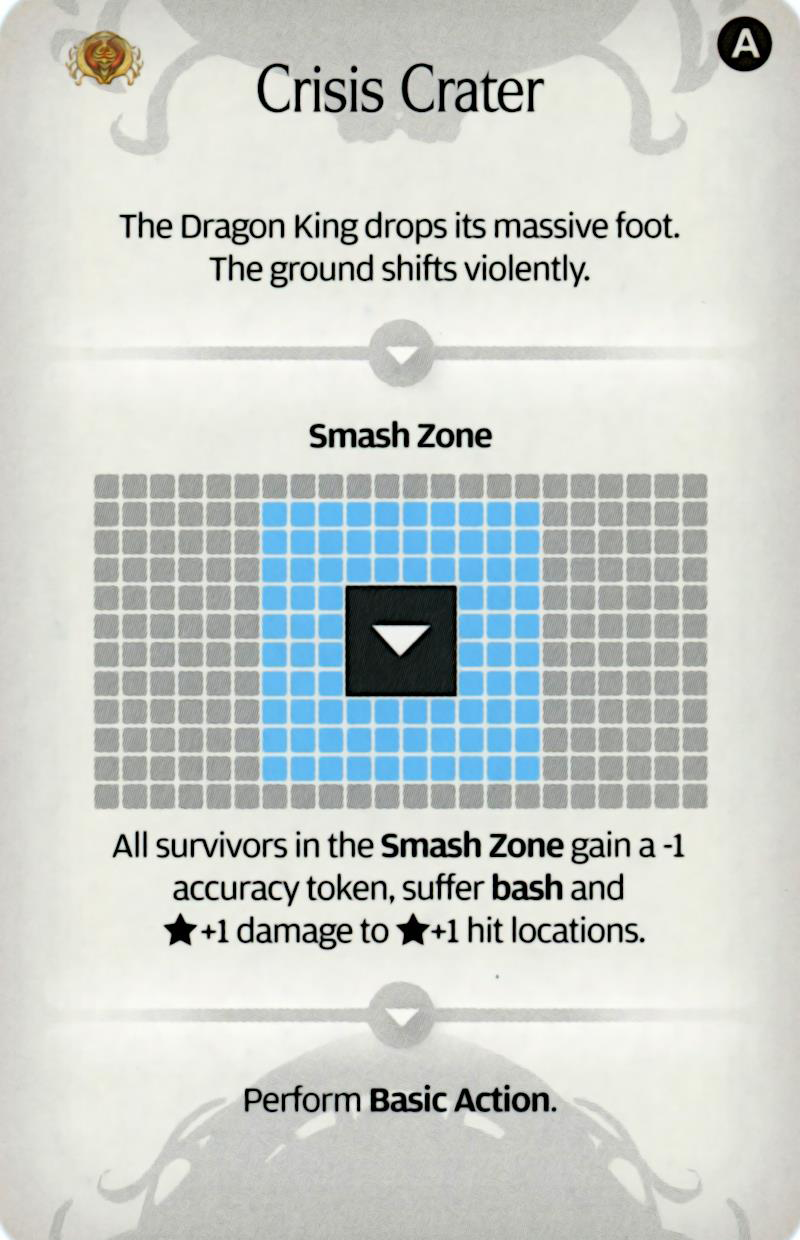 A
Crisis Crater
The Dragon King drops its massive foot.
The ground shifts violently.
Smash Zone
All survivors in the Smash Zone gain a -1
accuracy token, suffer bash and
★+1 damage to ★+1 hit locations.
Perform Basic Action.